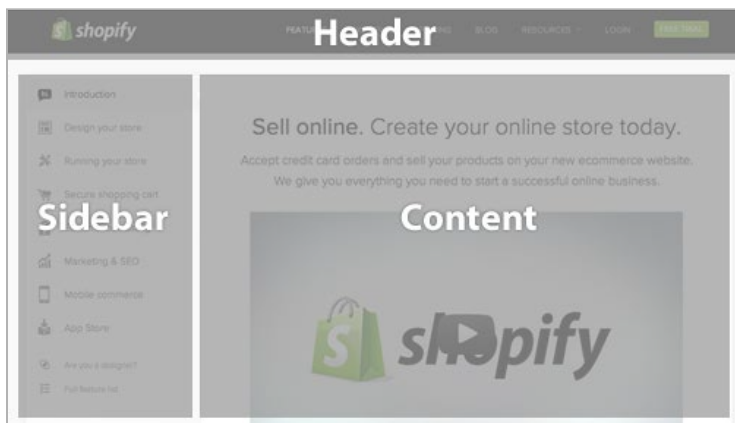 shopify Header BLOG RESOURCES LOGIN FREE TRIAL
Introduction
Design your store
Running your store
Secure shopping cart
Sidebar
Marketing & SEO
Mobile commerce
App Store
Are you a designer?
Full feature list
Sell online. Create your online store today.
Accept credit card orders and sell your products on your new ecommerce website.
We give you everything you need to start a successful online business.
Content
shopify